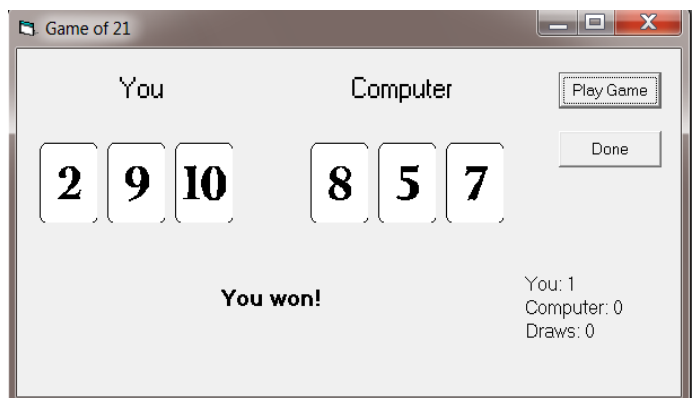 Game of 21
You Computer Play Game
Done
2 9 10 8 5 7
You won!
You: 1
Computer: 0
Draws: 0